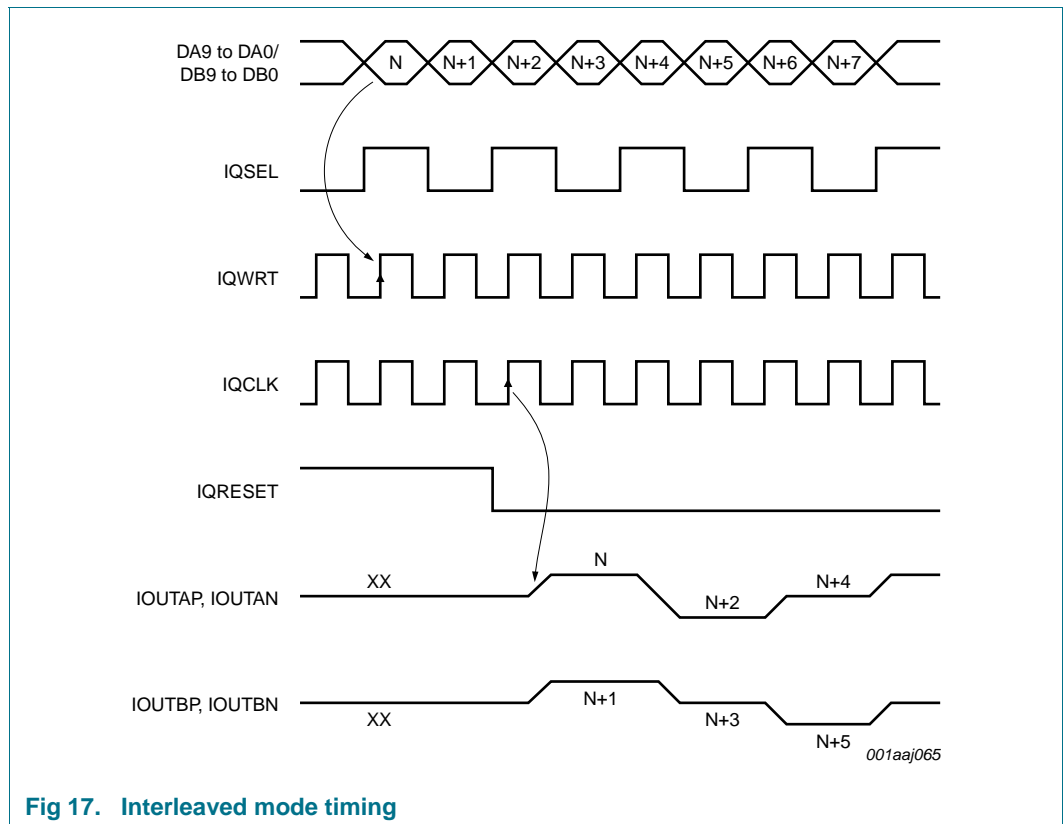 DA9 to DA0/
DB9 to DB0
N
N+1
N+2
N+3
N+4
N+5
N+6
N+7
IQSEL
IQWRT
IQCLK
IQRESET
IOUTAP, IOUTAN
XX
N
N+2
N+4
IOUTBP, IOUTBN
XX
N+1
N+3
N+5
001aaj065
Fig 17. Interleaved mode timing